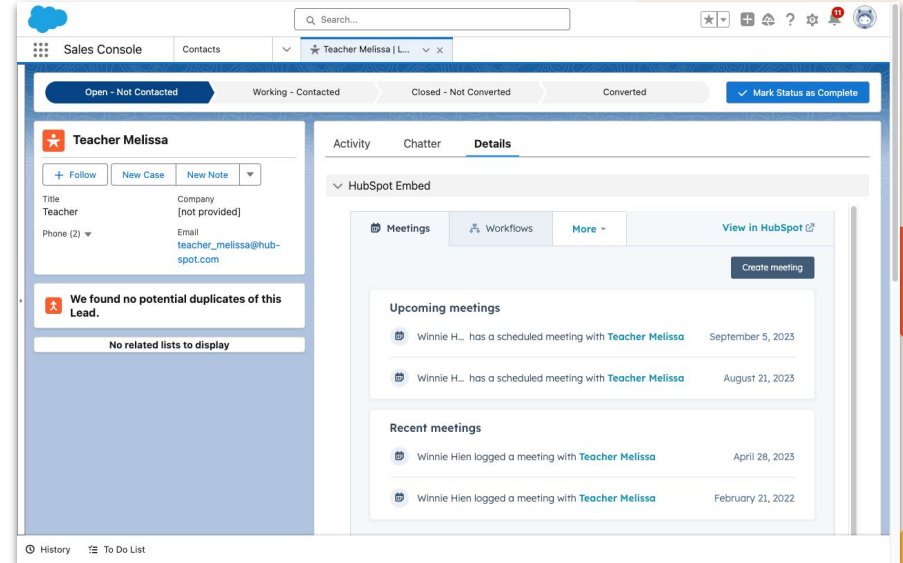 Search...
11
Sales Console
Contacts
Teacher Melissa | L...
Open - Not Contacted
Working - Contacted
Closed - Not Converted
Converted
Mark Status as Complete
Teacher Melissa
Follow
New Case
New Note
Title
Teacher
Company
[not provided]
Phone (2)
Email
teacher_melissa@hub-
spot.com
We found no potential duplicates of this
Lead.
No related lists to display
Activity
Chatter
Details
HubSpot Embed
Meetings
Workflows
More
View in HubSpot
Create meeting
Upcoming meetings
Winnie H... has a scheduled meeting with Teacher Melissa September 5, 2023
Winnie H... has a scheduled meeting with Teacher Melissa August 21, 2023
Recent meetings
Winnie Hien logged a meeting with Teacher Melissa April 28, 2023
Winnie Hien logged a meeting with Teacher Melissa February 21, 2022
History
To Do List